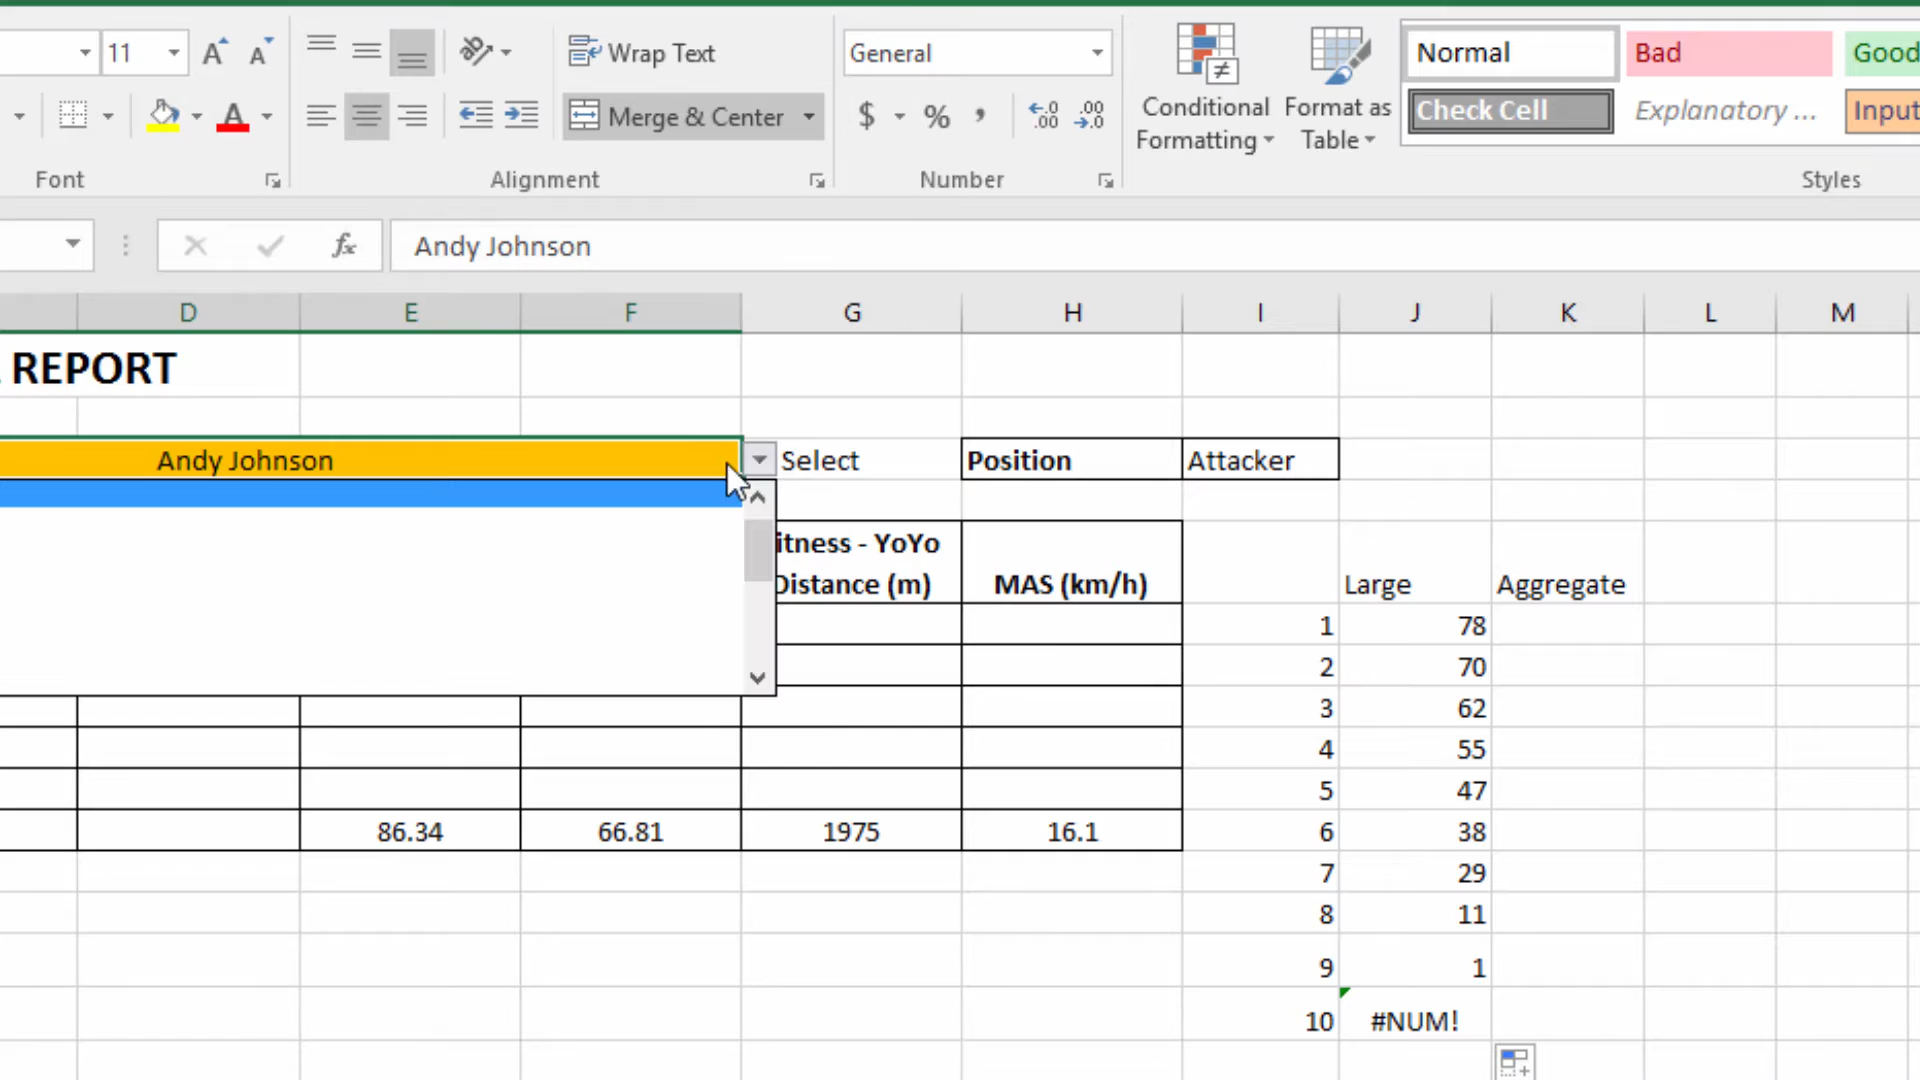 11 Wrap Text General Normal Bad Good
Merge & Center $ % , Conditional Formatting Format as Table Check Cell Explanatory ... Input
Font Alignment Number Styles
fx Andy Johnson
D E F G H I J K L M
REPORT
Andy Johnson Select Position Attacker
itness - YoYo
Distance (m) MAS (km/h) Large Aggregate
1 78
2 70
3 62
4 55
5 47
86.34 66.81 1975 16.1 6 38
7 29
8 11
9 1
10 #NUM!